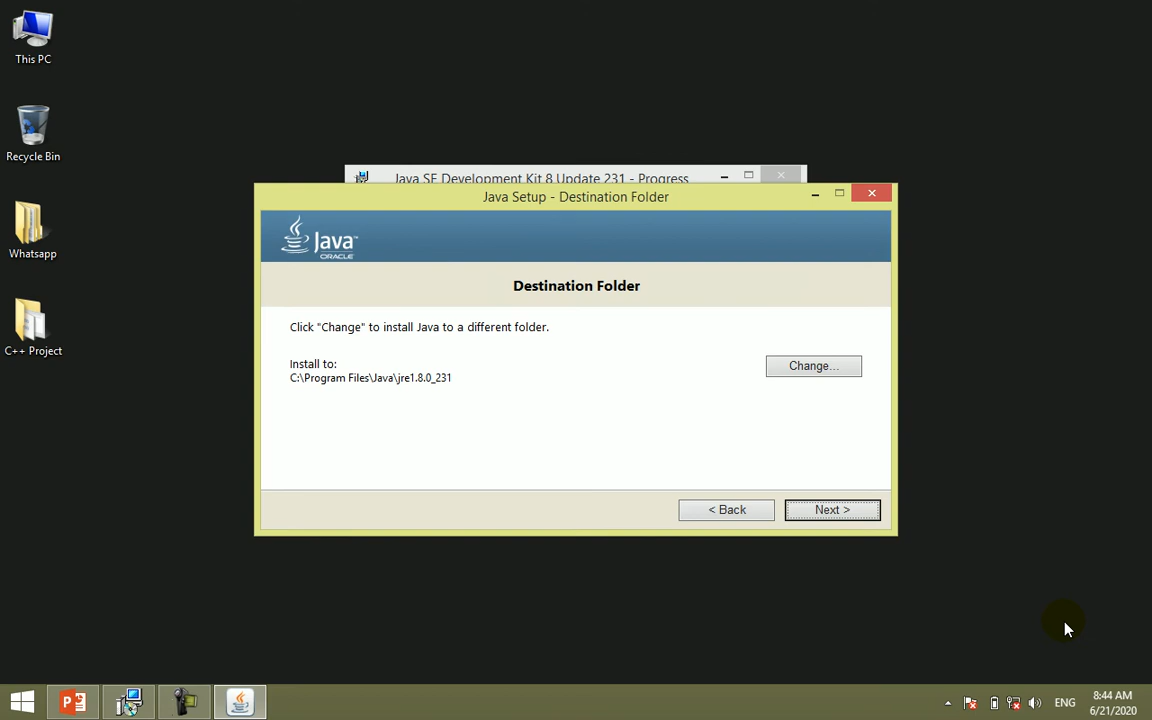 This PC
Recycle Bin
Whatsapp
C++ Project
Java SE Development Kit 8 Update 231 - Progress
Java Setup - Destination Folder
Java™
ORACLE
Destination Folder
Click "Change" to install Java to a different folder.
Install to:
C:\Program Files\Java\jre1.8.0_231
Change...
< Back
Next >
ENG
8:44 AM
6/21/2020